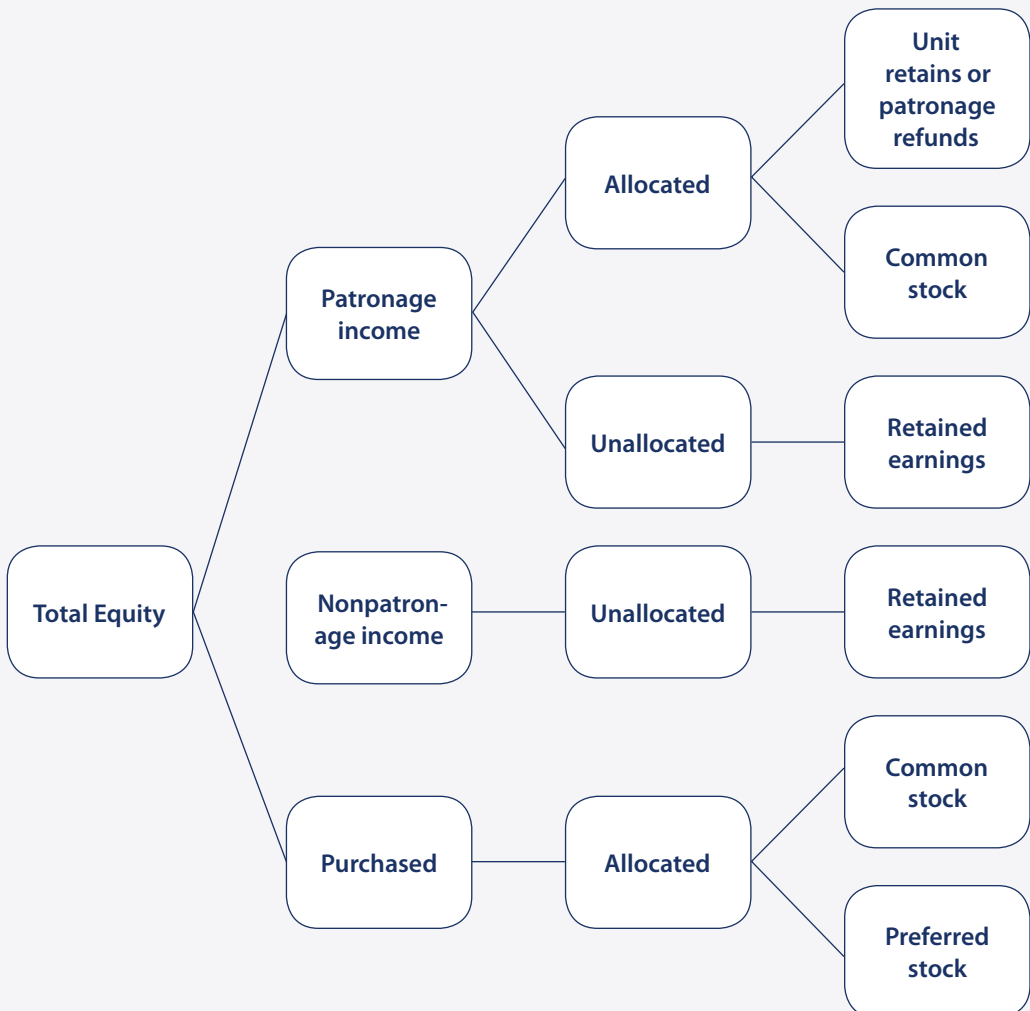 Unit
retains or
patronage
refunds
Allocated
Common
stock
Patronage
income
Unallocated
Retained
earnings
Total Equity
Nonpatron-
age income
Unallocated
Retained
earnings
Common
stock
Purchased
Allocated
Preferred
stock